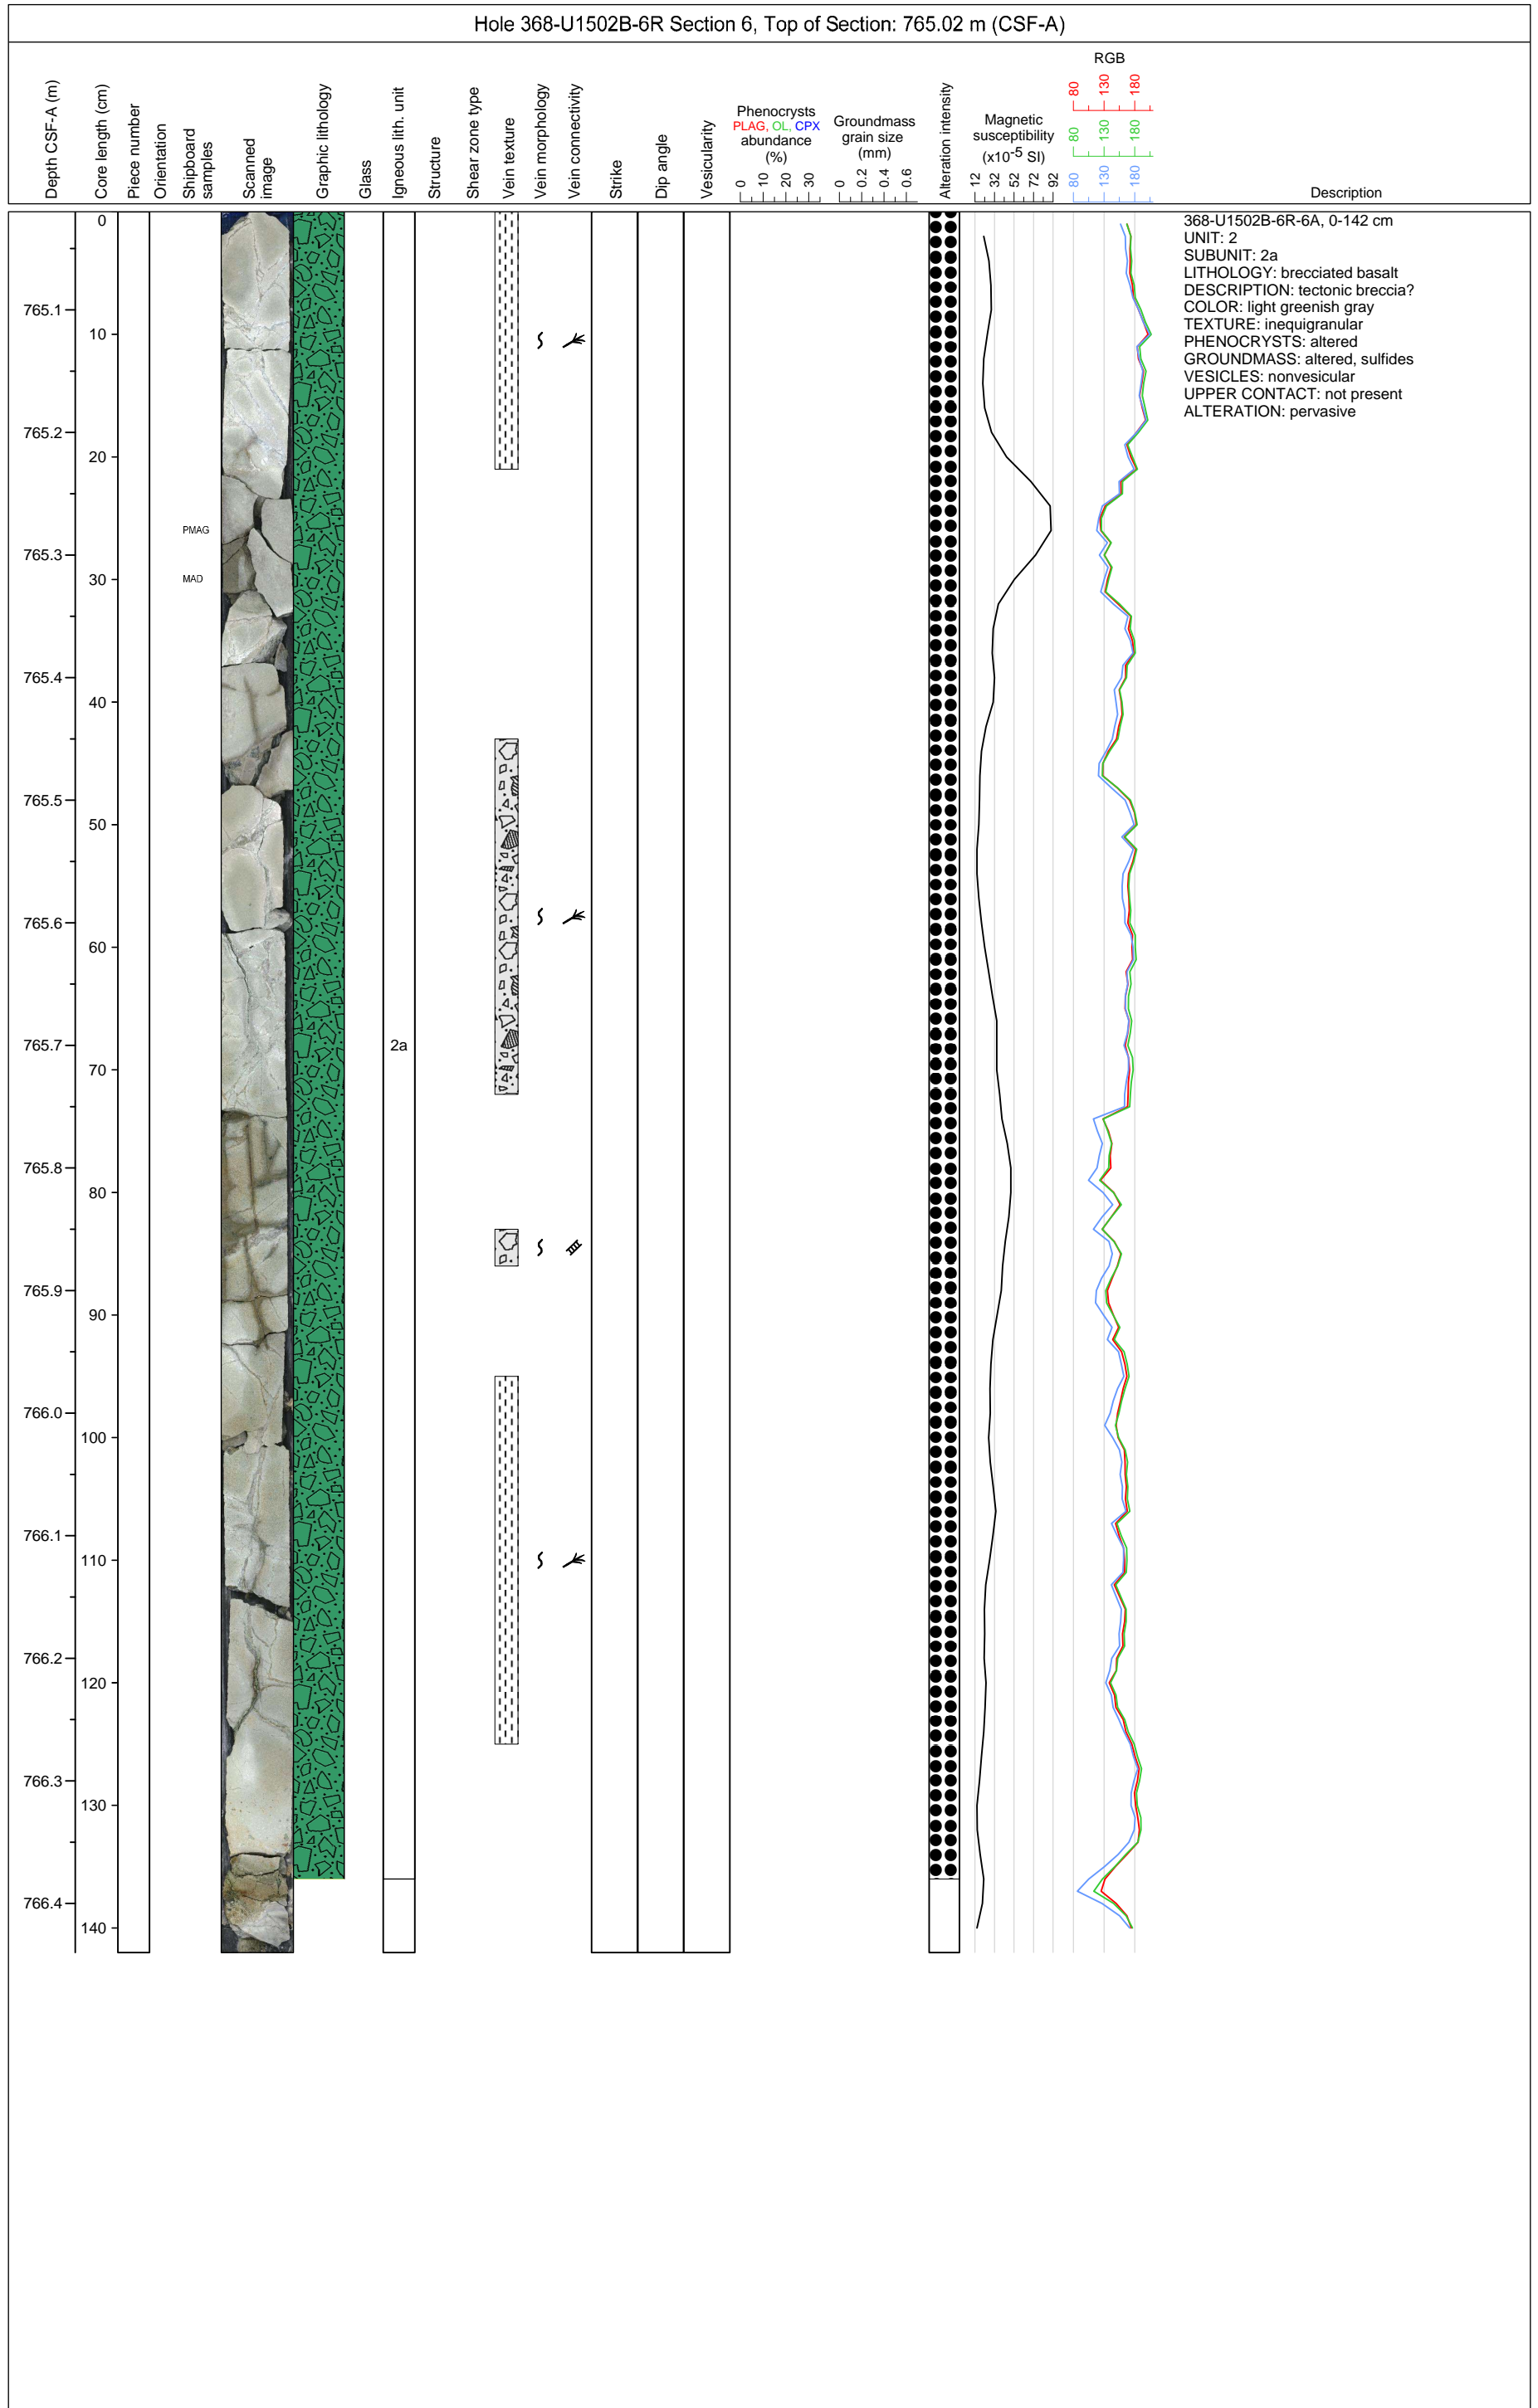 Hole 368-U1502B-6R Section 6, Top of Section: 765.02 m (CSF-A)
Depth CSF-A (m)
Core length (cm)
Piece number
Orientation
Shipboard
samples
Scanned
image
Graphic lithology
Glass
Igneous lith. unit
Structure
Shear zone type
Vein texture
Vein morphology
Vein connectivity
Strike
Dip angle
Vesicularity
Phenocrysts
PLAG, OL, CPX
abundance
(%)
0 10 20 30
Groundmass
grain size
(mm)
0 0.2 0.4 0.6
Alteration intensity
Magnetic
susceptibility
(x10-5 SI)
12 32 52 72 92
RGB
80 130 180
80 130 180
80 130 180
Description
368-U1502B-6R-6A, 0-142 cm
UNIT: 2
SUBUNIT: 2a
LITHOLOGY: brecciated basalt
DESCRIPTION: tectonic breccia?
COLOR: light greenish gray
TEXTURE: inequigranular
PHENOCRYSTS: altered
GROUNDMASS: altered, sulfides
VESICLES: nonvesicular
UPPER CONTACT: not present
ALTERATION: pervasive
0
765.1
10
765.2
20
PMAG
765.3
MAD
30
765.4
40
765.5
50
765.6
60
765.7
2a
70
765.8
80
765.9
90
766.0
100
766.1
110
766.2
120
766.3
130
766.4
140